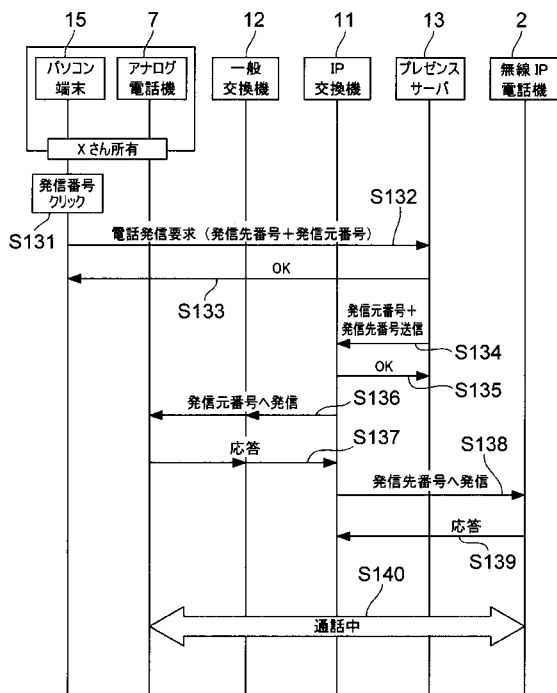 15
7
12
11
13
2
パソコン
端末
アナログ
電話機
一般
交換機
IP
交換機
プレゼンス
サーバ
無線IP
電話機
Xさん所有
発信番号
クリック
S131
S132
電話発信要求（発信先番号＋発信元番号）
OK
S133
発信元番号＋
発信先番号送信
S134
OK
S135
発信元番号へ発信
S136
応答
S137
S138
発信先番号へ発信
応答
S139
S140
通話中